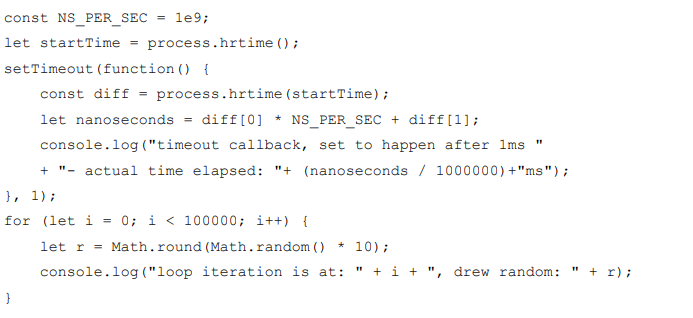 const NS_PER_SEC = 1e9;
let startTime = process.hrtime();
setTimeout(function() {
    const diff = process.hrtime(startTime);
    let nanoseconds = diff[0] * NS_PER_SEC + diff[1];
    console.log("timeout callback, set to happen after 1ms "
    + "- actual time elapsed: "+ (nanoseconds / 1000000)+"ms");
}, 1);
for (let i = 0; i < 100000; i++) {
    let r = Math.round(Math.random() * 10);
    console.log("loop iteration is at: " + i + ", drew random: " + r);
}